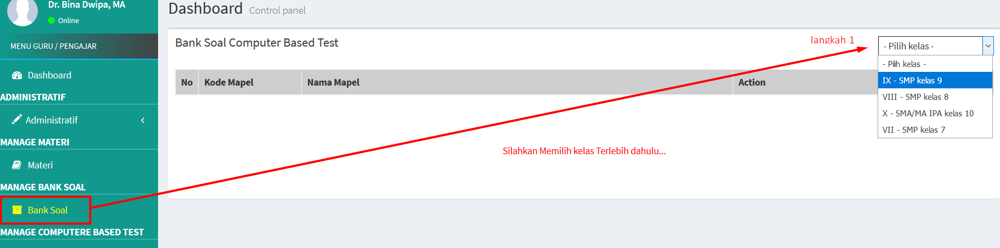 Dr. Bina Dwipa, MA
Online
MENU GURU / PENGAJAR
Dashboard
ADMINISTRATIF
Administratif
MANAGE MATERI
Materi
MANAGE BANK SOAL
Bank Soal
MANAGE COMPUTERE BASED TEST
Dashboard Control panel
Bank Soal Computer Based Test
langkah 1
- Pilih kelas -
- Pilih kelas -
IX - SMP kelas 9
VIII - SMP kelas 8
X - SMA/MA IPA kelas 10
VII - SMP kelas 7
No Kode Mapel Nama Mapel Action
Silahkan Memilih kelas Terlebih dahulu...